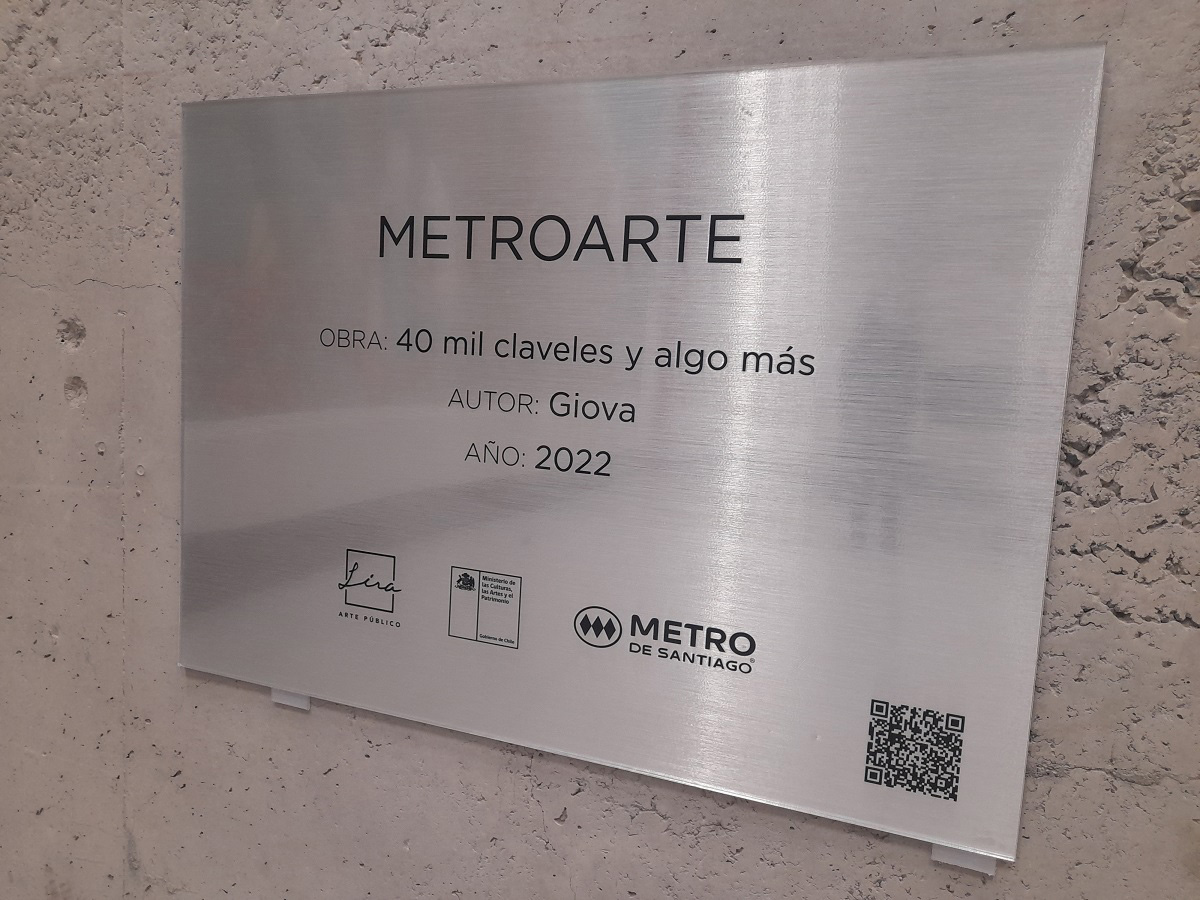 METROARTE
OBRA: 40 mil claveles y algo más
AUTOR: Giova
AÑO: 2022
Lira
ARTE PÚBLICO
Ministerio de
las Culturas,
las Artes y el
Patrimonio
Gobierno de Chile
METRO
DE SANTIAGO®